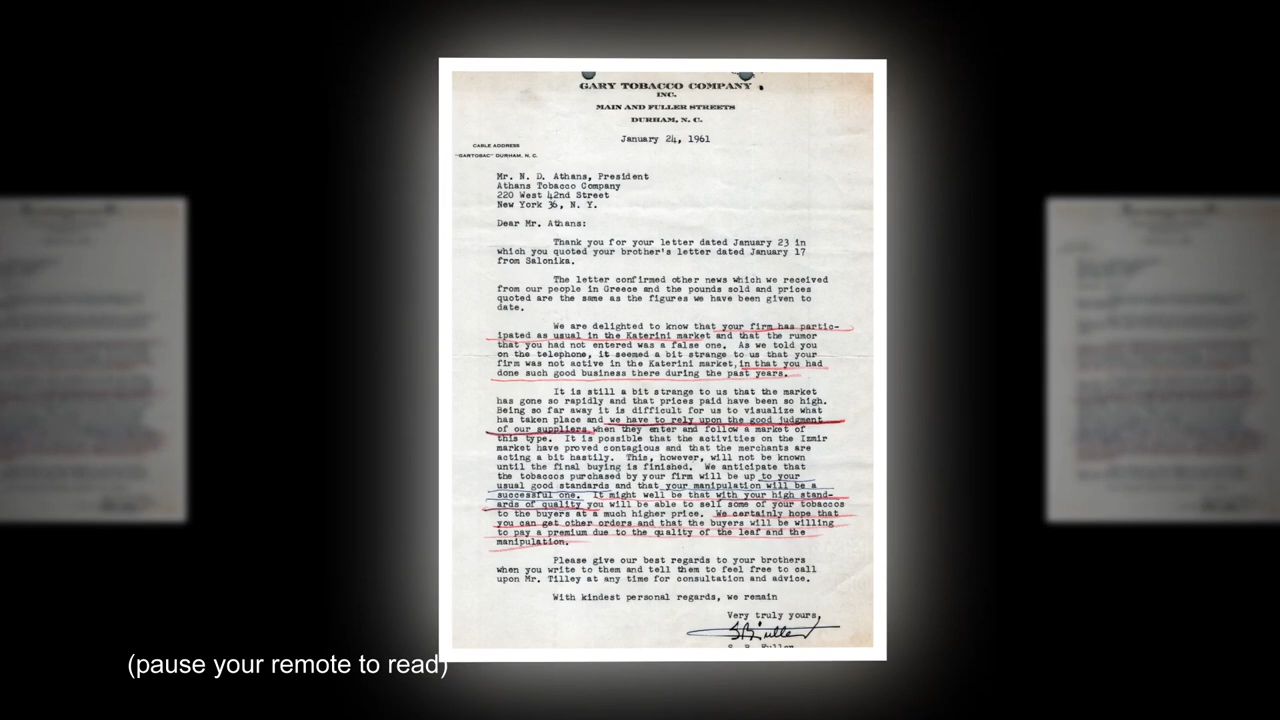 GARY TOBACCO COMPANY
INC.
MAIN AND FULLER STREETS
DURHAM, N. C.
January 24, 1961
CABLE ADDRESS
"GARTOBAC" DURHAM, N. C.
Mr. N. D. Athans, President
Athans Tobacco Company
220 West 42nd Street
New York 36, N. Y.
Dear Mr. Athans:
Thank you for your letter dated January 23 in
which you quoted your brother's letter dated January 17
from Salonika.
The letter confirmed other news which we received
from our people in Greece and the pounds sold and prices
quoted are the same as the figures we have been given to
date.
We are delighted to know that your firm has partic-
ipated as usual in the Katerini market and that the rumor
that you had not entered was a false one. As we told you
on the telephone, it seemed a bit strange to us that your
firm was not active in the Katerini market, in that you had
done such good business there during the past years.
It is still a bit strange to us that the market
has gone so rapidly and that prices paid have been so high.
Being so far away it is difficult for us to visualize what
has taken place and we have to rely upon the good judgment
of our suppliers when they enter and follow a market of
this type. It is possible that the activities on the Izmir
market have proved contagious and that the merchants are
acting a bit hastily. This, however, will not be known
until the final buying is finished. We anticipate that
the tobaccos purchased by your firm will be up to your
usual good standards and that your manipulation will be a
successful one. It might well be that with your high stand-
ards of quality you will be able to sell some of your tobaccos
to the buyers at a much higher price. We certainly hope that
you can get other orders and that the buyers will be willing
to pay a premium due to the quality of the leaf and the
manipulation.
Please give our best regards to your brothers
when you write to them and tell them to feel free to call
upon Mr. Tilley at any time for consultation and advice.
With kindest personal regards, we remain
Very truly yours,
(pause your remote to read)